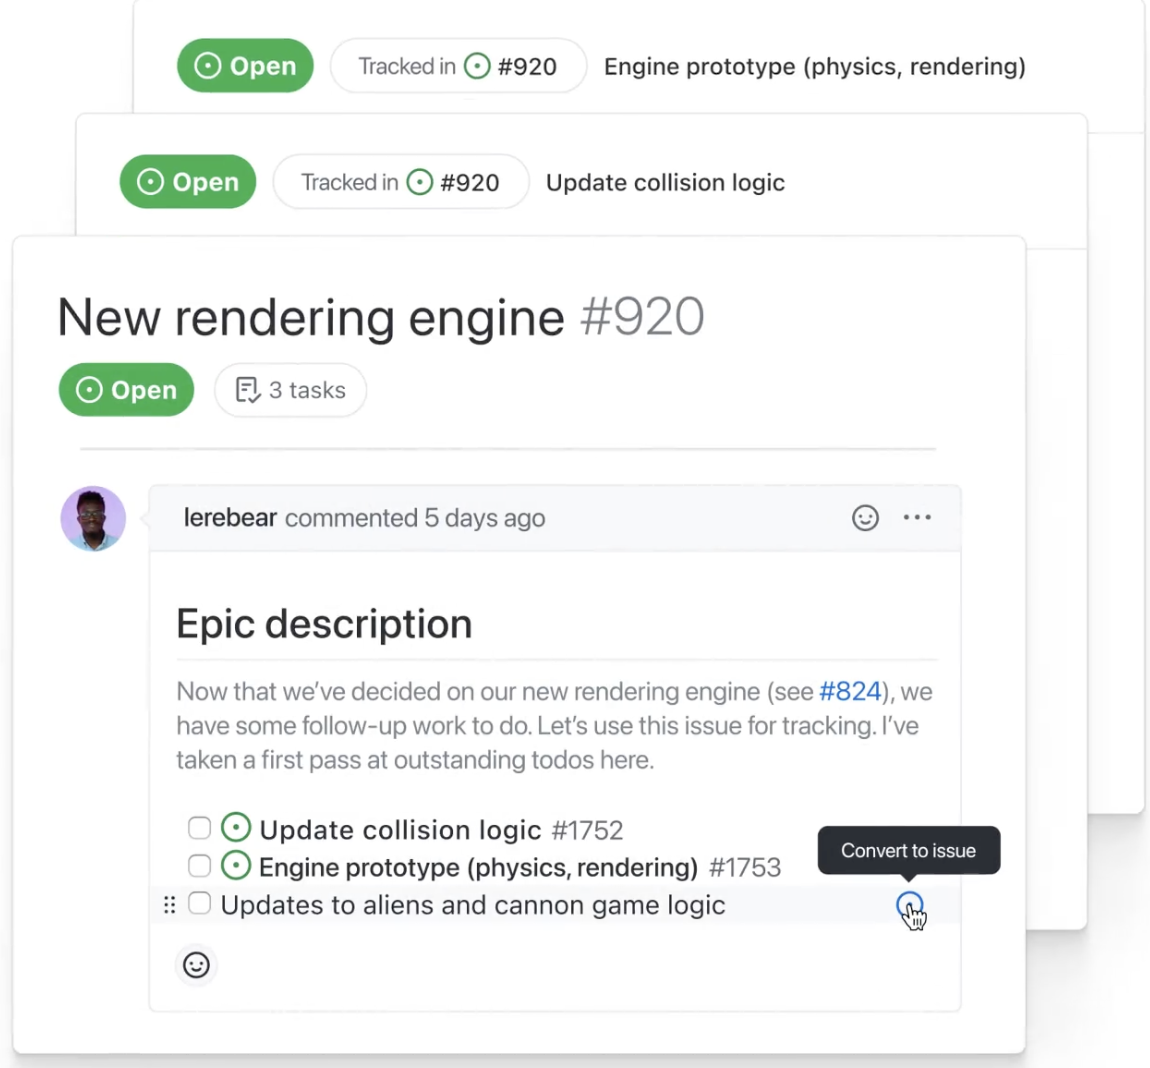 Open Tracked in #920 Engine prototype (physics, rendering)
Open Tracked in #920 Update collision logic
New rendering engine #920
Open 3 tasks
lerebear commented 5 days ago
Epic description
Now that we’ve decided on our new rendering engine (see #824), we
have some follow-up work to do. Let’s use this issue for tracking. I’ve
taken a first pass at outstanding todos here.
Update collision logic #1752
Convert to issue
Engine prototype (physics, rendering) #1753
Updates to aliens and cannon game logic